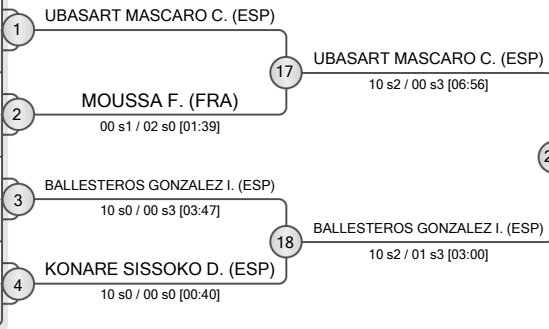 1
UBASART MASCARO C. (ESP)
17
UBASART MASCARO C. (ESP)
10 s2 / 00 s3 [06:56]
2
MOUSSA F. (FRA)
00 s1 / 02 s0 [01:39]
3
BALLESTEROS GONZALEZ I. (ESP)
10 s0 / 00 s3 [03:47]
18
BALLESTEROS GONZALEZ I. (ESP)
10 s2 / 01 s3 [03:00]
4
KONARE SISSOKO D. (ESP)
10 s0 / 00 s0 [00:40]